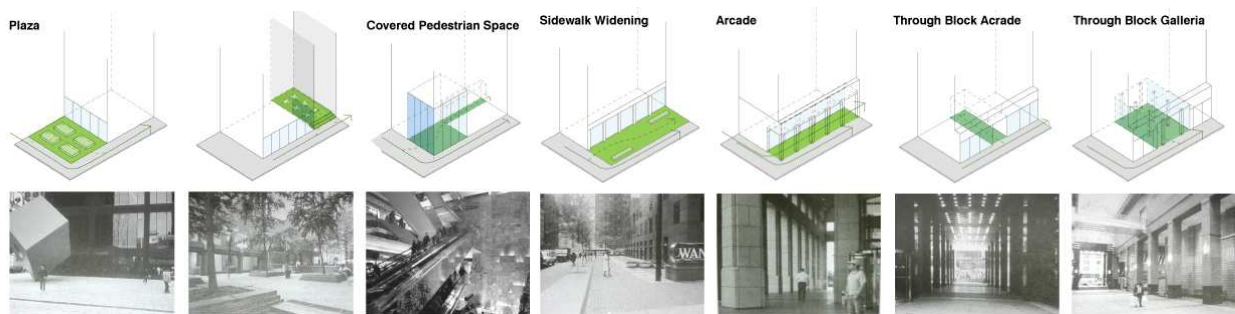 Plaza
Covered Pedestrian Space
Sidewalk Widening
Arcade
Through Block Acrade
Through Block Galleria
WAN